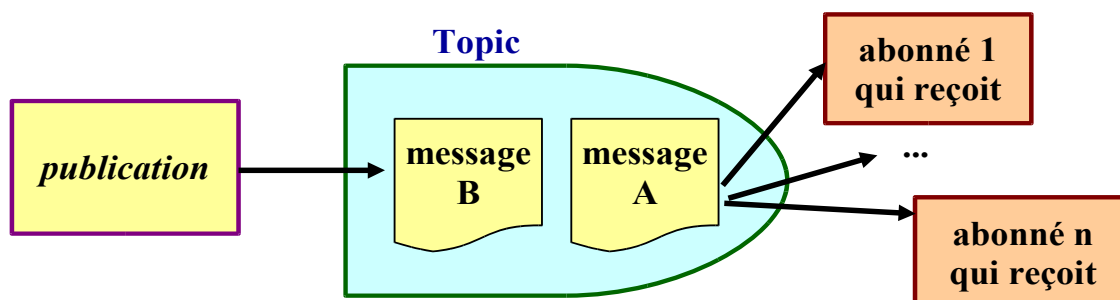 Topic
publication
message
B
message
A
abonné 1
qui reçoit
...
abonné n
qui reçoit